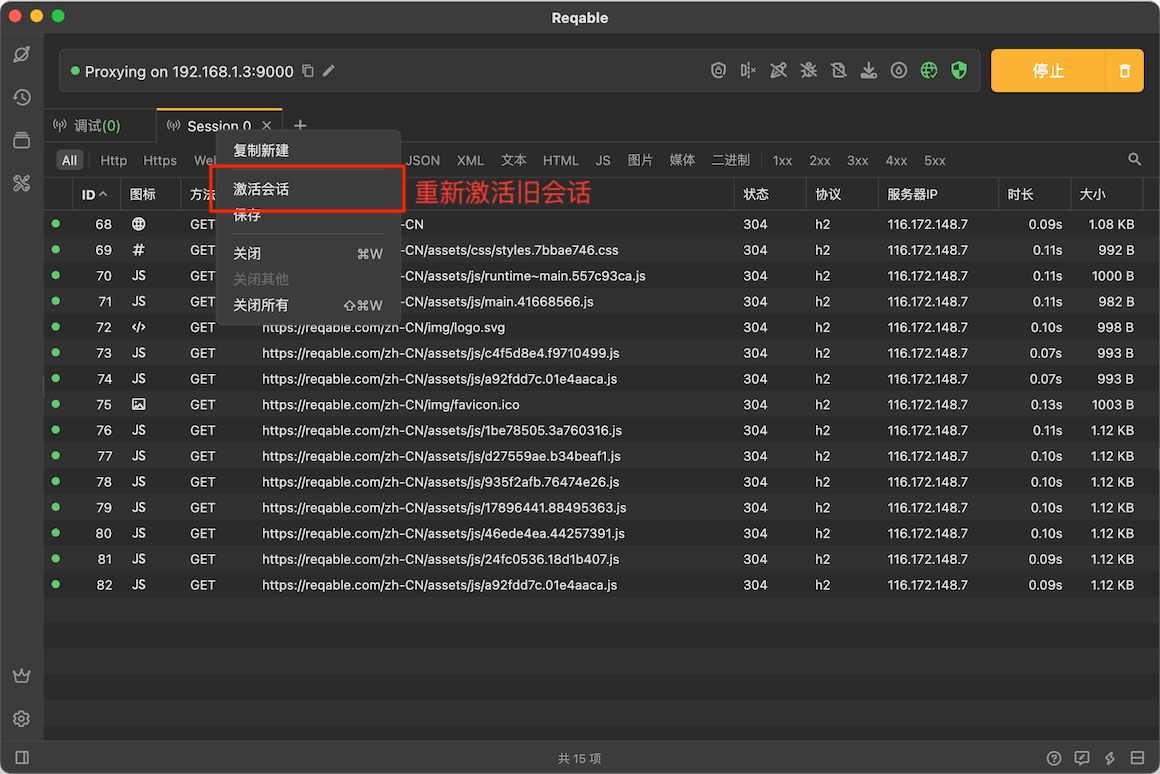 Reqable
Proxying on 192.168.1.3:9000
停止
调试(0)
Session 0
All Http Https We JSON XML 文本 HTML JS 图片 媒体 二进制 1xx 2xx 3xx 4xx 5xx
复制新建
激活会话
保存
关闭 ⌘W
关闭其他
关闭所有 ⇧⌘W
重新激活旧会话
ID 图标 方法 状态 协议 服务器IP 时长 大小
68 GET -CN 304 h2 116.172.148.7 0.09s 1.08 KB
69 # GET -CN/assets/css/styles.7bbae746.css 304 h2 116.172.148.7 0.11s 992 B
70 JS GET -CN/assets/js/runtime~main.557c93ca.js 304 h2 116.172.148.7 0.11s 1000 B
71 JS GET -CN/assets/js/main.41668566.js 304 h2 116.172.148.7 0.11s 982 B
72 </> GET https://reqable.com/zh-CN/img/logo.svg 304 h2 116.172.148.7 0.10s 998 B
73 JS GET https://reqable.com/zh-CN/assets/js/c4f5d8e4.f9710499.js 304 h2 116.172.148.7 0.07s 993 B
74 JS GET https://reqable.com/zh-CN/assets/js/a92fdd7c.01e4aaca.js 304 h2 116.172.148.7 0.07s 993 B
75 GET https://reqable.com/zh-CN/img/favicon.ico 304 h2 116.172.148.7 0.13s 1003 B
76 JS GET https://reqable.com/zh-CN/assets/js/1be78505.3a760316.js 304 h2 116.172.148.7 0.11s 1.12 KB
77 JS GET https://reqable.com/zh-CN/assets/js/d27559ae.b34beaf1.js 304 h2 116.172.148.7 0.10s 1.12 KB
78 JS GET https://reqable.com/zh-CN/assets/js/935f2afb.76474e26.js 304 h2 116.172.148.7 0.10s 1.12 KB
79 JS GET https://reqable.com/zh-CN/assets/js/17896441.88495363.js 304 h2 116.172.148.7 0.10s 1.12 KB
80 JS GET https://reqable.com/zh-CN/assets/js/46ede4ea.44257391.js 304 h2 116.172.148.7 0.10s 1.12 KB
81 JS GET https://reqable.com/zh-CN/assets/js/24fc0536.18d1b407.js 304 h2 116.172.148.7 0.09s 1.12 KB
82 JS GET https://reqable.com/zh-CN/assets/js/a92fdd7c.01e4aaca.js 304 h2 116.172.148.7 0.09s 1.12 KB
共 15 项